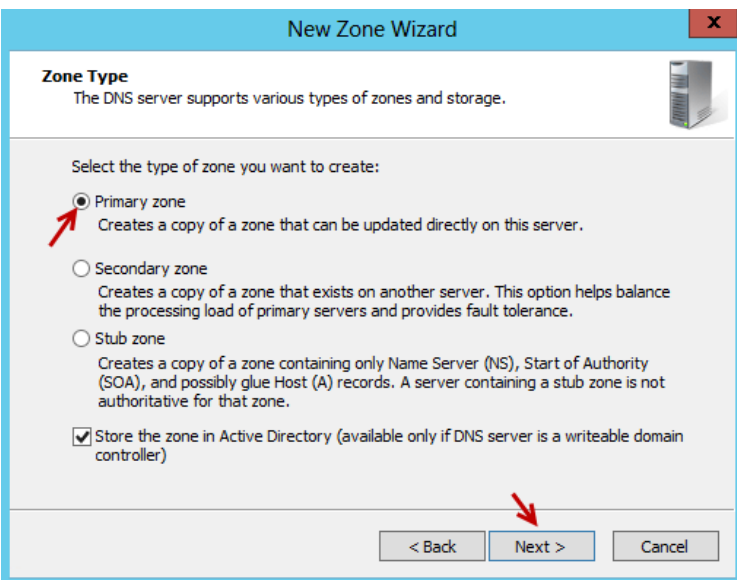 New Zone Wizard
x
Zone Type
The DNS server supports various types of zones and storage.
Select the type of zone you want to create:
Primary zone
Creates a copy of a zone that can be updated directly on this server.
Secondary zone
Creates a copy of a zone that exists on another server. This option helps balance
the processing load of primary servers and provides fault tolerance.
Stub zone
Creates a copy of a zone containing only Name Server (NS), Start of Authority
(SOA), and possibly glue Host (A) records. A server containing a stub zone is not
authoritative for that zone.
Store the zone in Active Directory (available only if DNS server is a writeable domain
controller)
< Back Next > Cancel